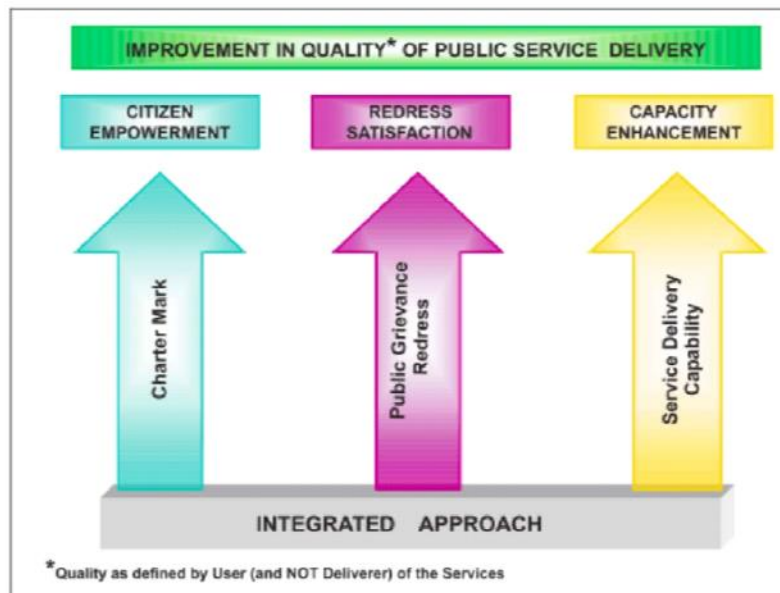 IMPROVEMENT IN QUALITY* OF PUBLIC SERVICE DELIVERY
CITIZEN
EMPOWERMENT
REDRESS
SATISFACTION
CAPACITY
ENHANCEMENT
Charter Mark
Public Grievance
Redress
Service Delivery
Capability
INTEGRATED APPROACH
*Quality as defined by User (and NOT Deliverer) of the Services